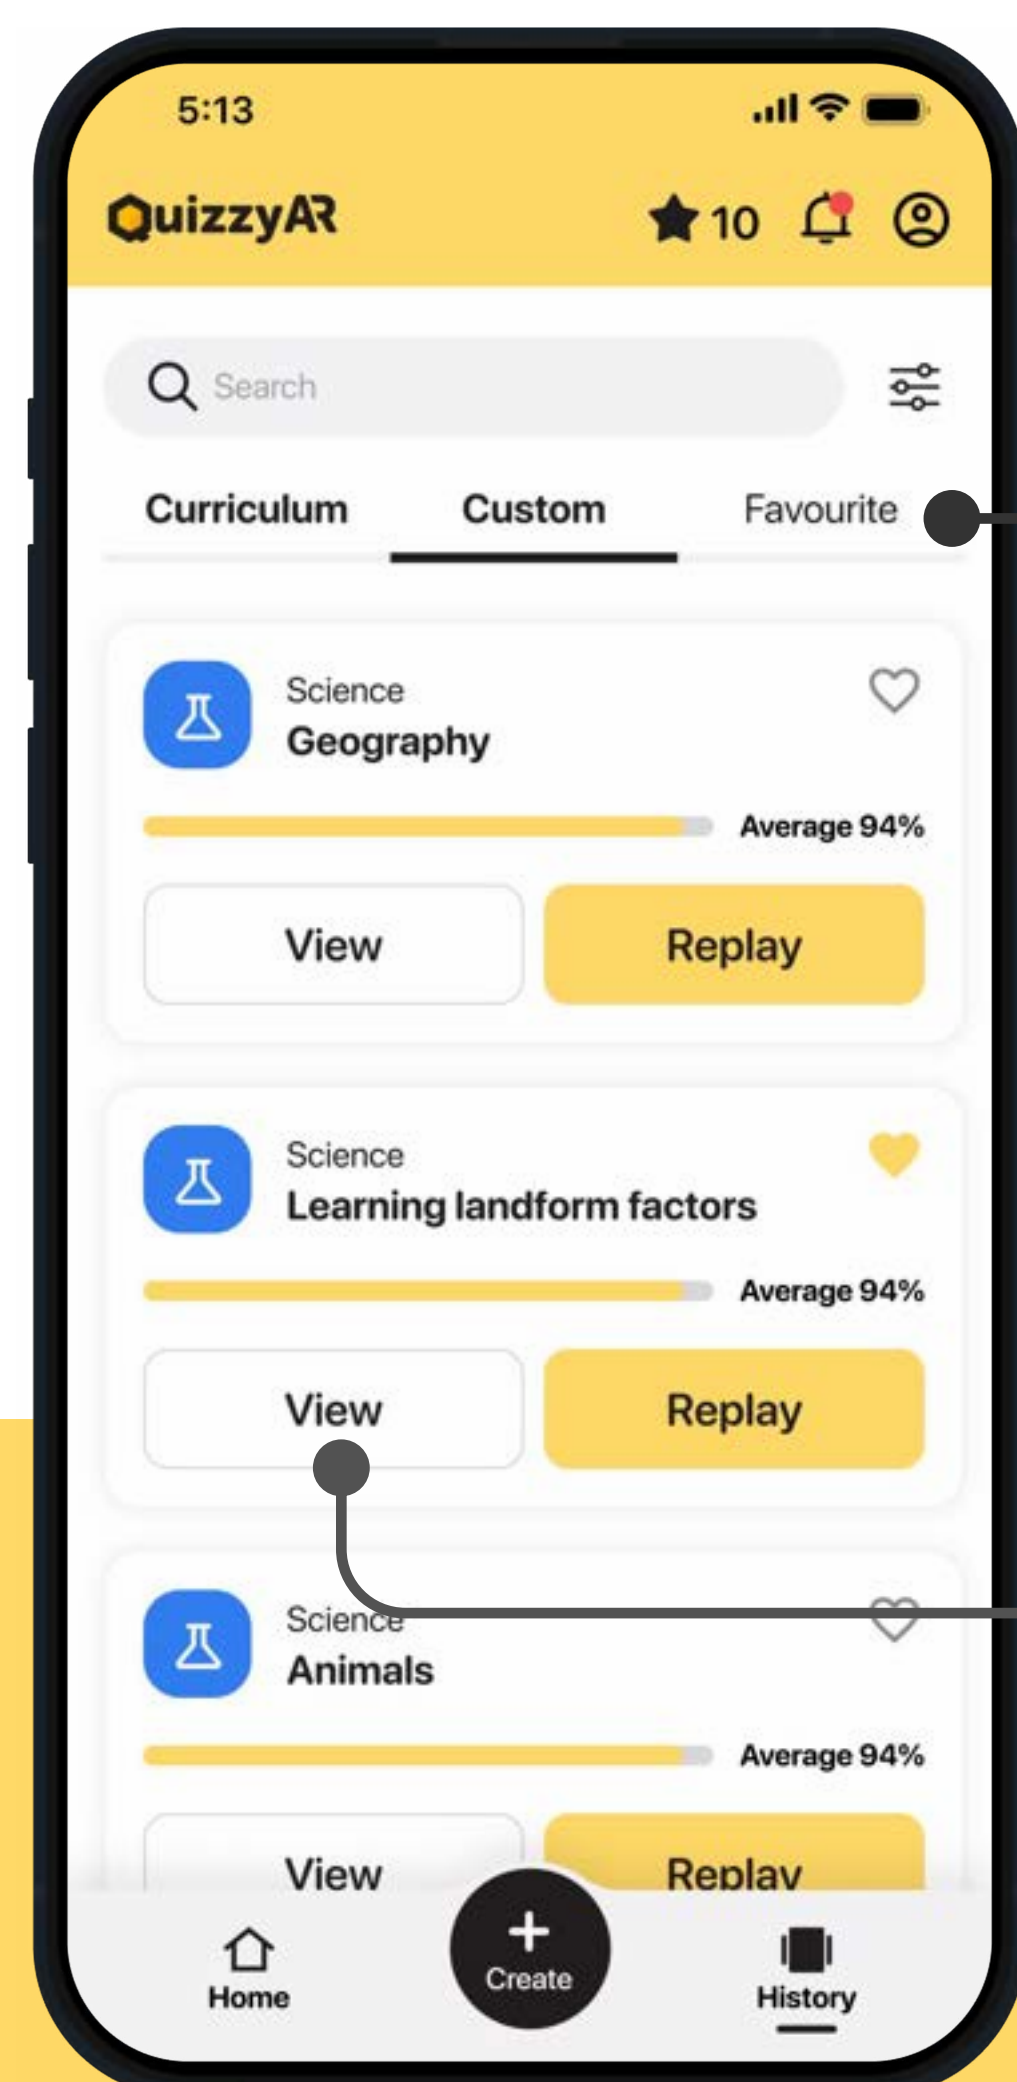 5:13
QuizzyAR
10
Search
Curriculum Custom Favourite
Science
Geography
Average 94%
View Replay
Science
Learning landform factors
Average 94%
View Replay
Science
Animals
Average 94%
View Replay
Home Create History